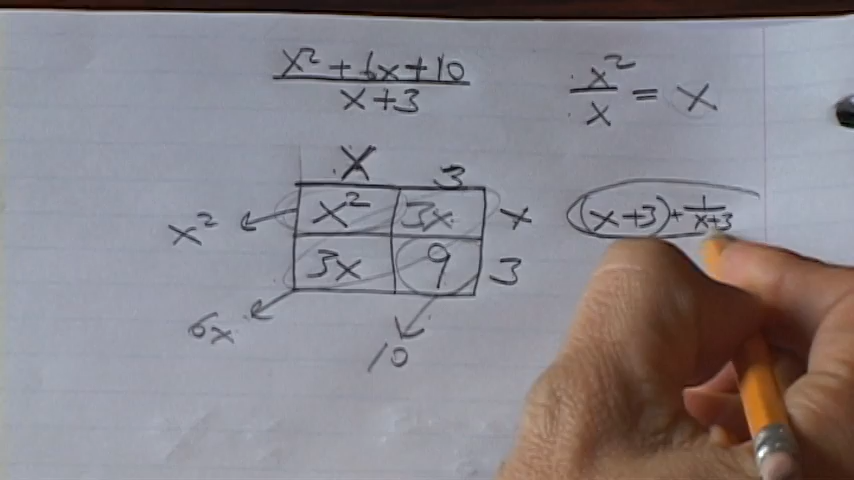 x² + 6x + 10
x + 3
x²
x = x
x 3
x² x² 3x x
3x 9 3
6x
10
(x+3) + 1
x+3